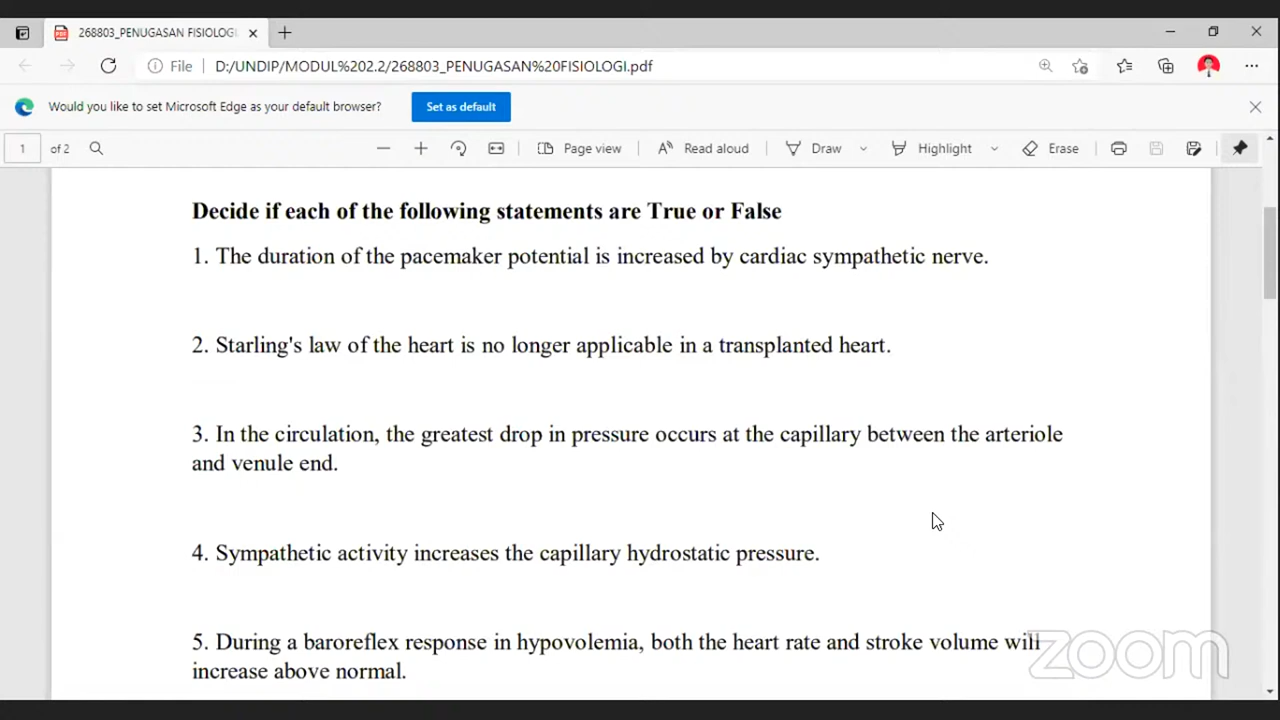 268803_PENUGASAN FISIOLOGI
File D:/UNDIP/MODUL%202.2/268803_PENUGASAN%20FISIOLOGI.pdf
Would you like to set Microsoft Edge as your default browser? Set as default
1 of 2 Page view Read aloud Draw Highlight Erase
Decide if each of the following statements are True or False
1. The duration of the pacemaker potential is increased by cardiac sympathetic nerve.
2. Starling's law of the heart is no longer applicable in a transplanted heart.
3. In the circulation, the greatest drop in pressure occurs at the capillary between the arteriole
and venule end.
4. Sympathetic activity increases the capillary hydrostatic pressure.
5. During a baroreflex response in hypovolemia, both the heart rate and stroke volume will
increase above normal.
zoom